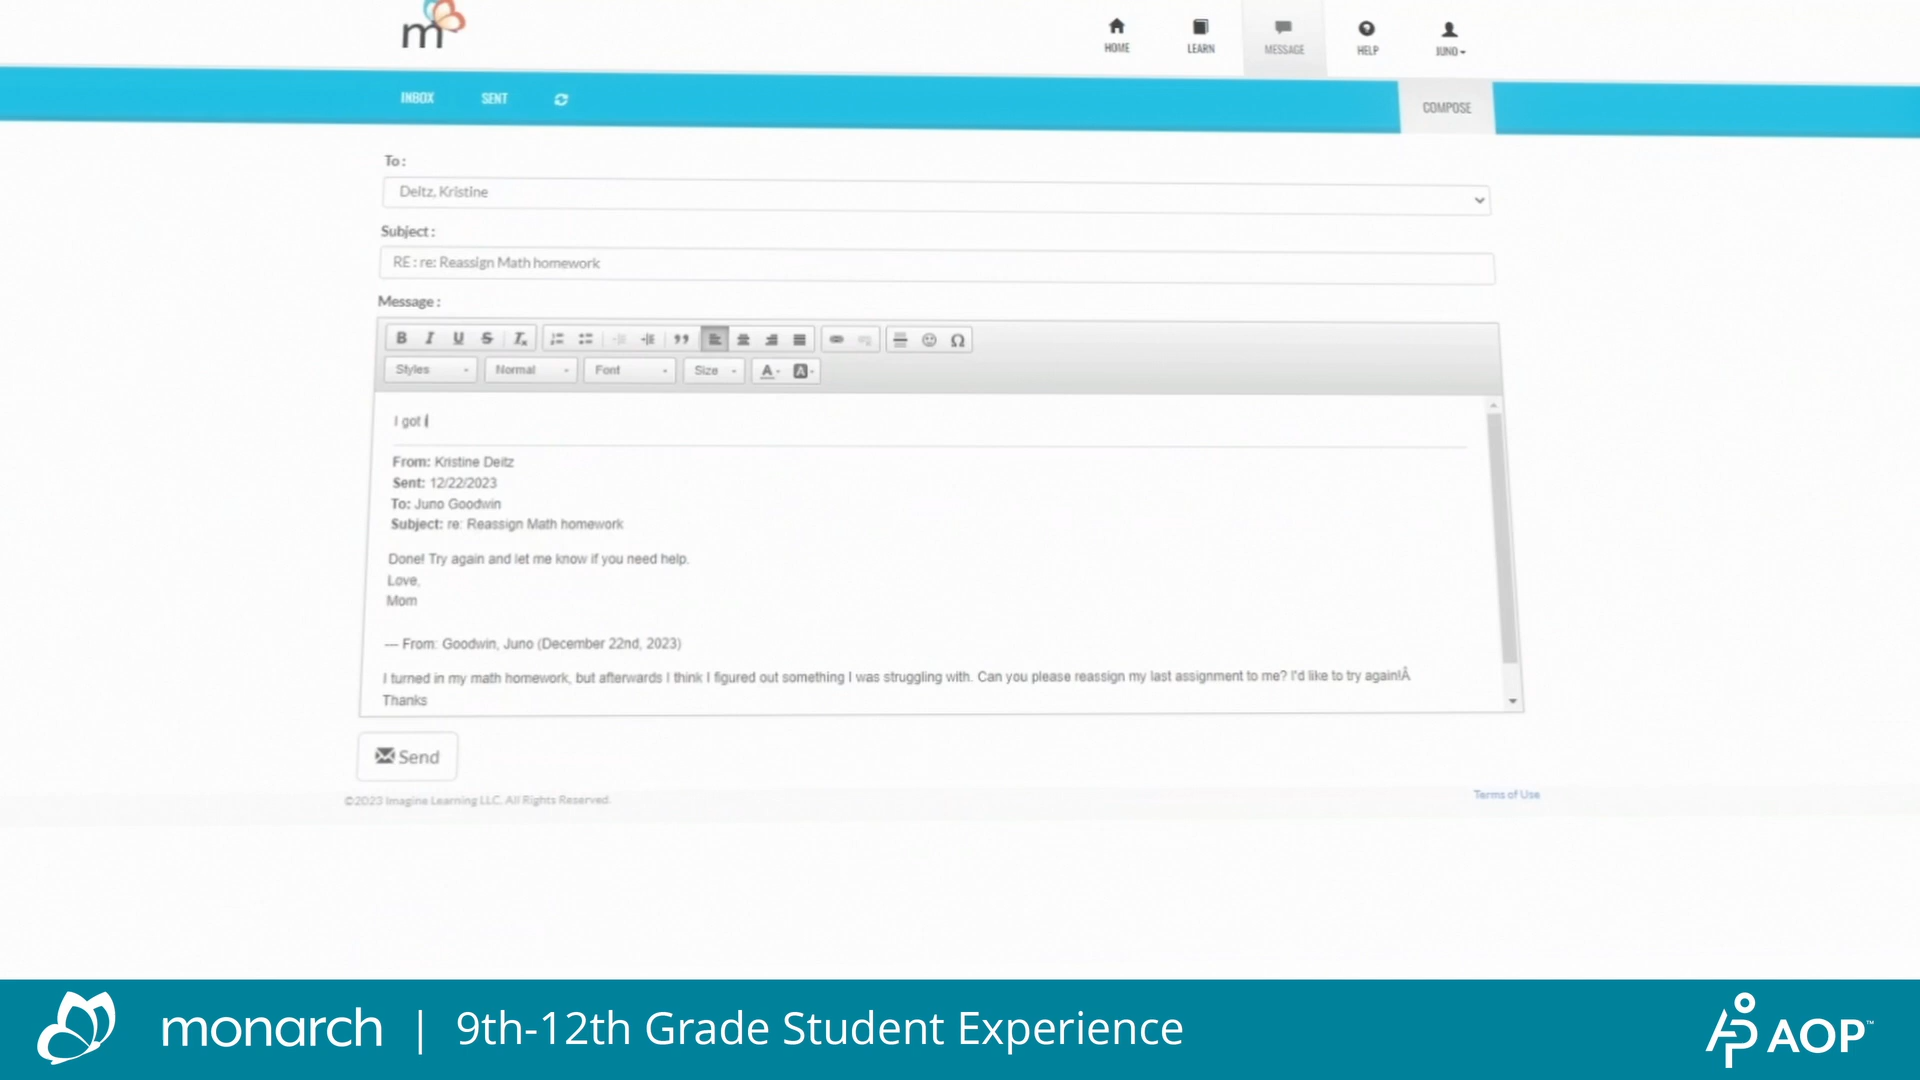 m
HOME
LEARN
MESSAGE
HELP
JUNO
INBOX
SENT
COMPOSE
To :
Deitz, Kristine
Subject :
RE : re: Reassign Math homework
Message :
B I U S Tx
Styles Normal Font Size A A
I got i
From: Kristine Deitz
Sent: 12/22/2023
To: Juno Goodwin
Subject: re: Reassign Math homework
Done! Try again and let me know if you need help.
Love,
Mom
— From: Goodwin, Juno (December 22nd, 2023)
I turned in my math homework, but afterwards I think I figured out something I was struggling with. Can you please reassign my last assignment to me? I'd like to try again!Â
Thanks
Send
©2023 Imagine Learning LLC. All Rights Reserved.
Terms of Use
monarch | 9th-12th Grade Student Experience
AOP™